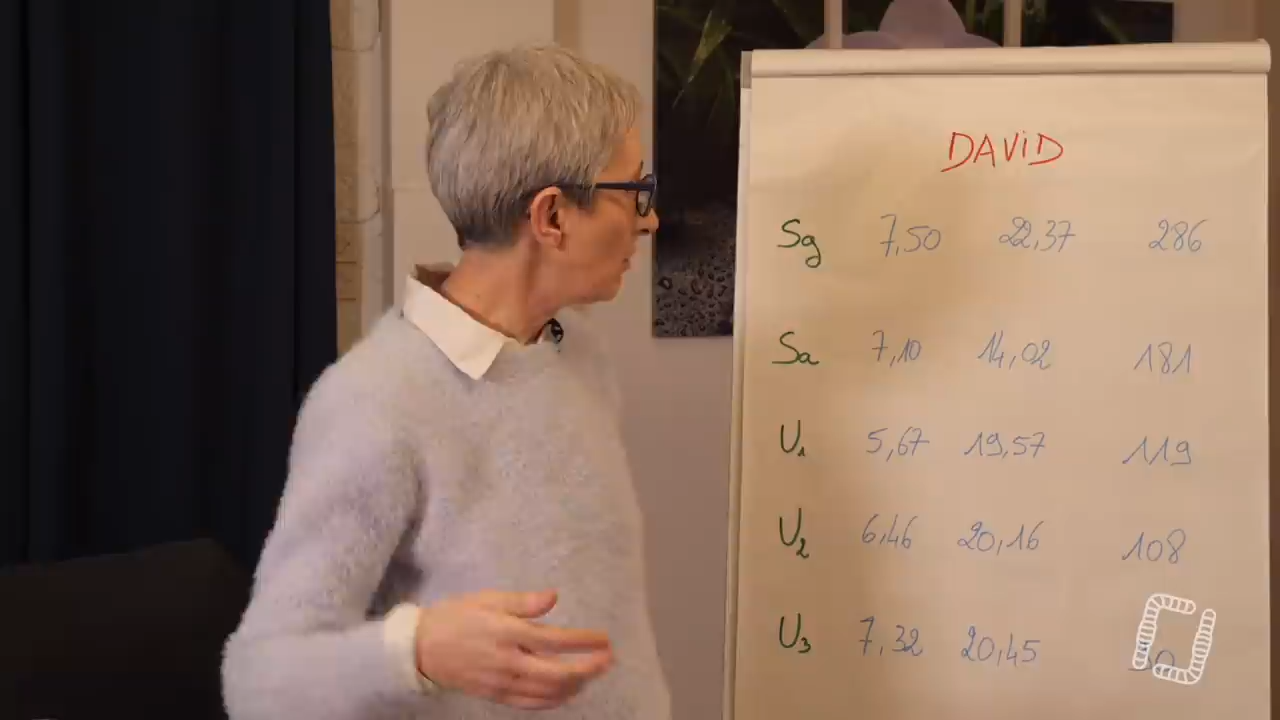 DAViD
Sg 7,50 22,37 286
Sa 7,10 14,02 181
U1 5,67 19,57 119
U2 6,46 20,16 108
U3 7,32 20,45